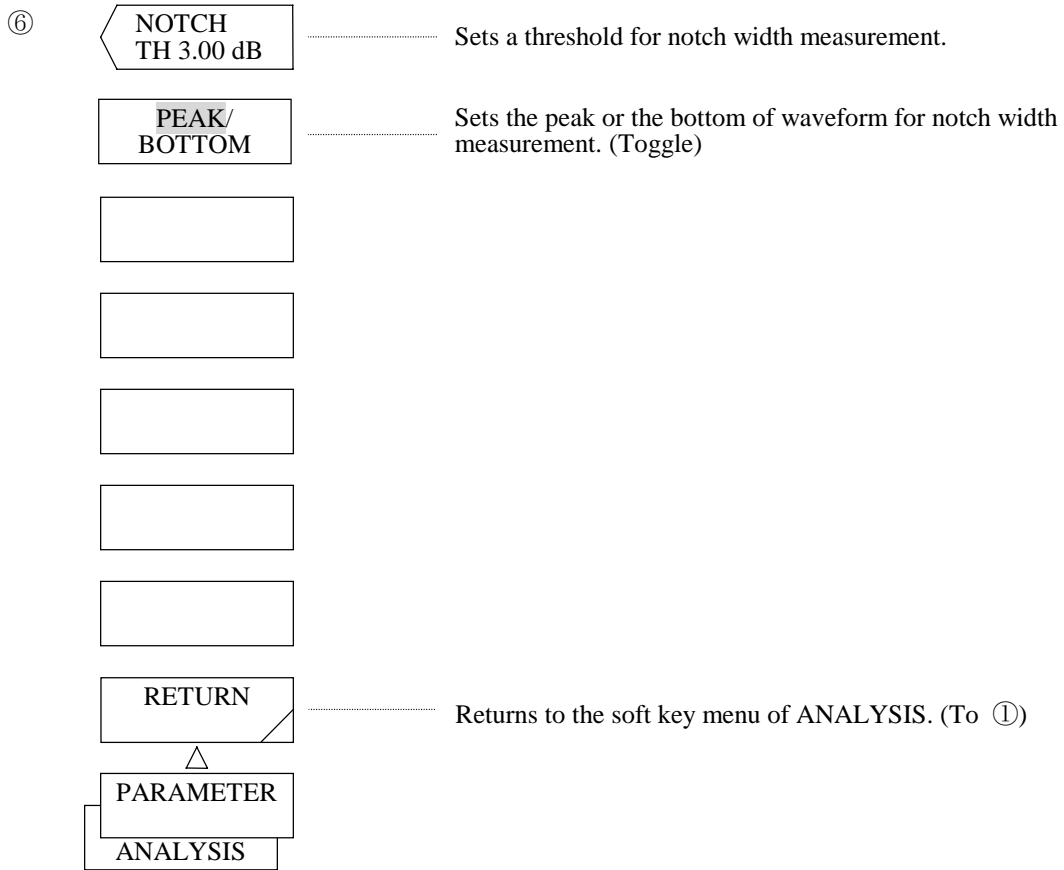 ⑥
NOTCH
TH 3.00 dB
Sets a threshold for notch width measurement.
PEAK/
BOTTOM
Sets the peak or the bottom of waveform for notch width
measurement. (Toggle)
RETURN
Returns to the soft key menu of ANALYSIS. (To ①)
PARAMETER
ANALYSIS